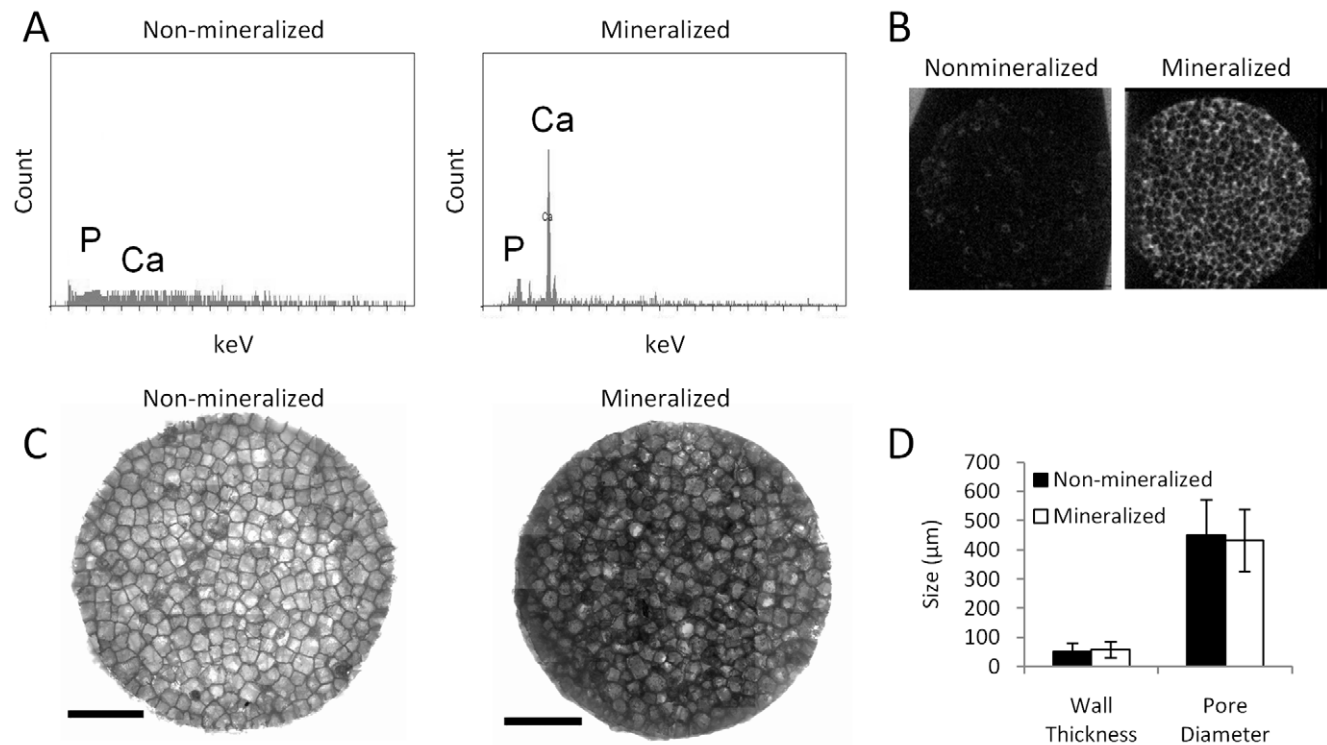 A
Non-mineralized
Count
P
Ca
keV
Mineralized
Count
Ca
Ca
P
keV
B
Nonmineralized
Mineralized
C
Non-mineralized
Mineralized
D
Size (µm)
700
600
500
400
300
200
100
0
Non-mineralized
Mineralized
Wall
Thickness
Pore
Diameter